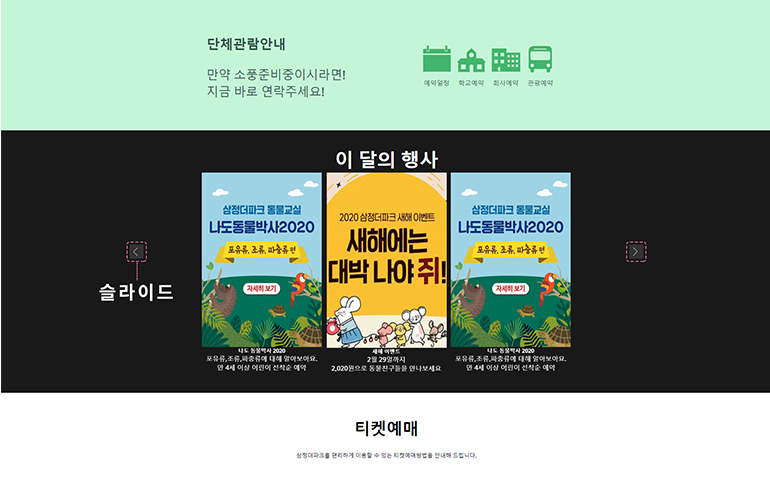 단체관람안내
만약 소풍준비중이시라면!
지금 바로 연락주세요!
예약일정 학교예약 회사예약 관광예약
이 달의 행사
삼정더파크 동물교실
나도동물박사2020
포유류, 조류, 파충류 편
자세히 보기
2020 삼정더파크 새해 이벤트
새해에는
대박 나야 쥐!
삼정더파크 동물교실
나도동물박사2020
포유류, 조류, 파충류 편
자세히 보기
슬라이드
나도 동물박사 2020
포유류,조류,파충류에 대해 알아보아요.
만 4세 이상 어린이 선착순 예약
새해 이벤트
2월 29일까지
2,020원으로 동물친구들을 만나보세요
나도 동물박사 2020
포유류,조류,파충류에 대해 알아보아요.
만 4세 이상 어린이 선착순 예약
티켓예매
삼정더파크를 편리하게 이용할 수 있는 티켓예매방법을 안내해 드립니다.